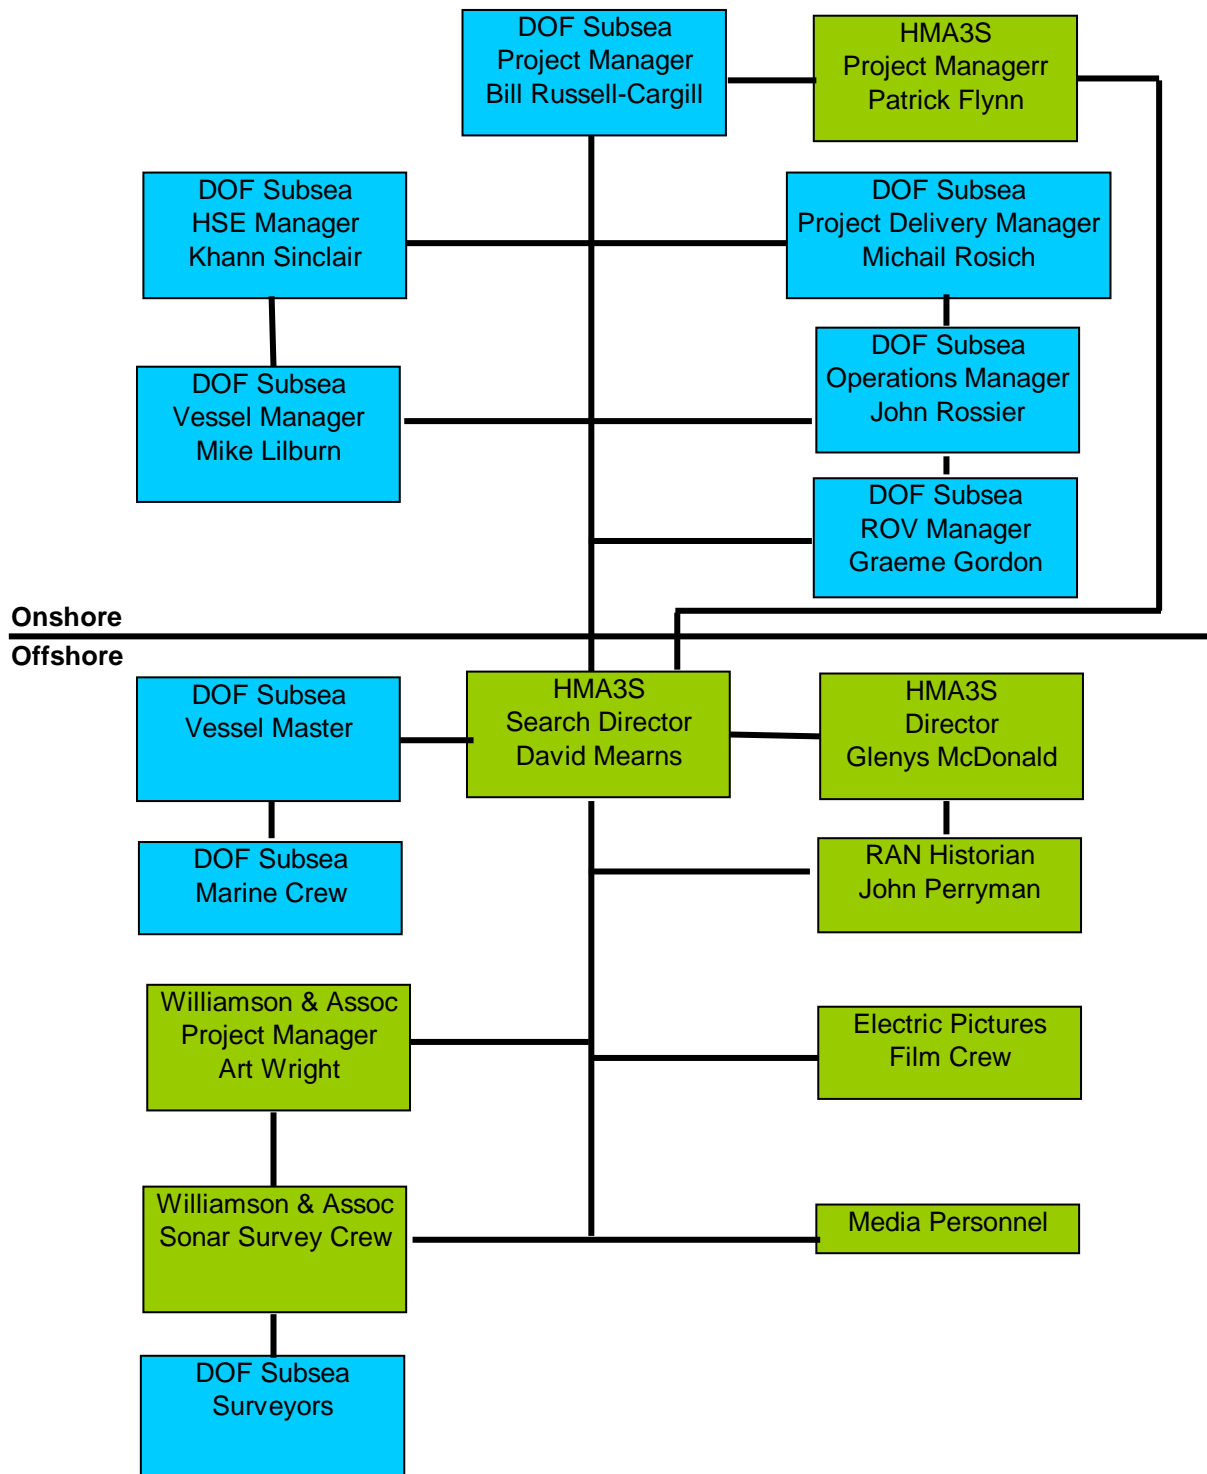 DOF Subsea
Project Manager
Bill Russell-Cargill
HMA3S
Project Managerr
Patrick Flynn
DOF Subsea
HSE Manager
Khann Sinclair
DOF Subsea
Project Delivery Manager
Michail Rosich
DOF Subsea
Vessel Manager
Mike Lilburn
DOF Subsea
Operations Manager
John Rossier
DOF Subsea
ROV Manager
Graeme Gordon
Onshore
Offshore
DOF Subsea
Vessel Master
HMA3S
Search Director
David Mearns
HMA3S
Director
Glenys McDonald
DOF Subsea
Marine Crew
RAN Historian
John Perryman
Williamson & Assoc
Project Manager
Art Wright
Electric Pictures
Film Crew
Williamson & Assoc
Sonar Survey Crew
Media Personnel
DOF Subsea
Surveyors